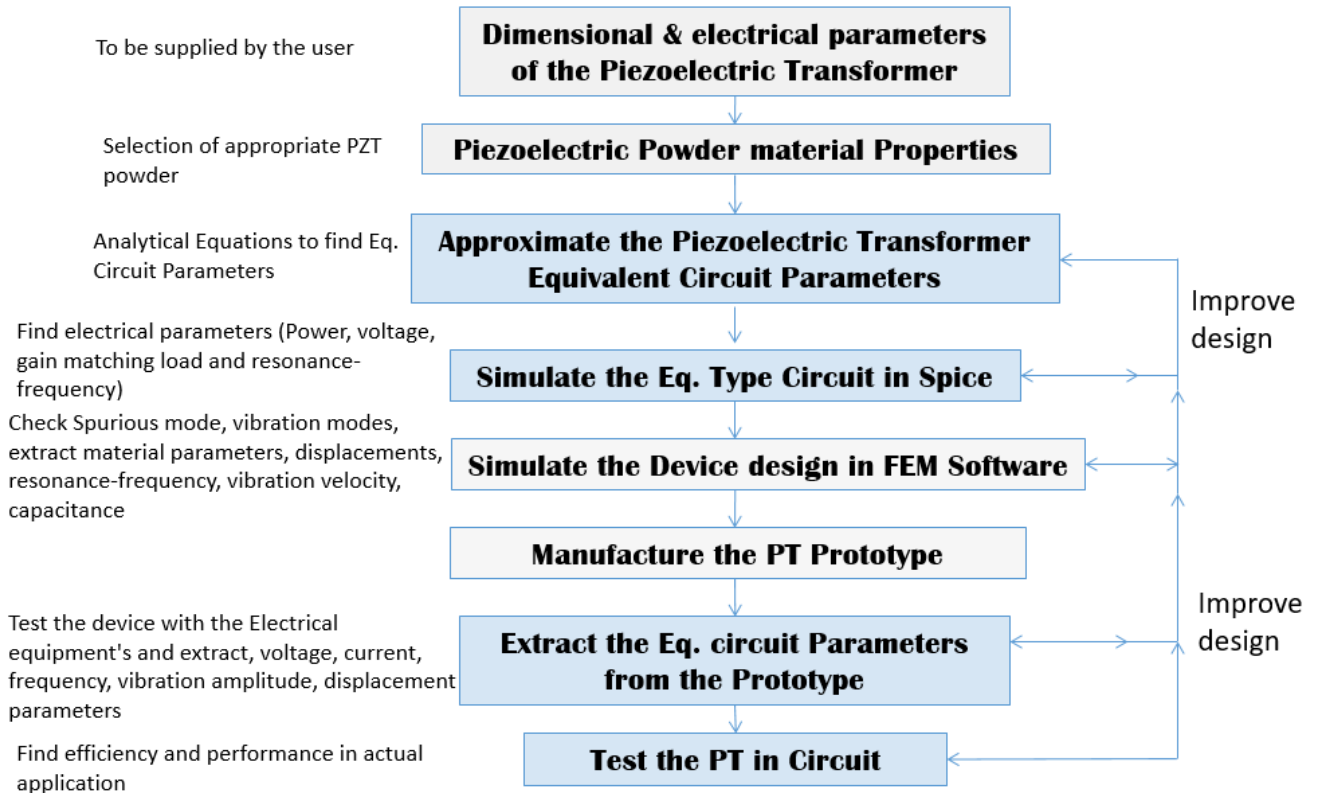 To be supplied by the user
Dimensional & electrical parameters
of the Piezoelectric Transformer
Selection of appropriate PZT
powder
Piezoelectric Powder material Properties
Analytical Equations to find Eq.
Circuit Parameters
Approximate the Piezoelectric Transformer
Equivalent Circuit Parameters
Improve
design
Find electrical parameters (Power, voltage,
gain matching load and resonance-
frequency)
Simulate the Eq. Type Circuit in Spice
Check Spurious mode, vibration modes,
extract material parameters, displacements,
resonance-frequency, vibration velocity,
capacitance
Simulate the Device design in FEM Software
Manufacture the PT Prototype
Improve
design
Test the device with the Electrical
equipment's and extract, voltage, current,
frequency, vibration amplitude, displacement
parameters
Extract the Eq. circuit Parameters
from the Prototype
Find efficiency and performance in actual
application
Test the PT in Circuit